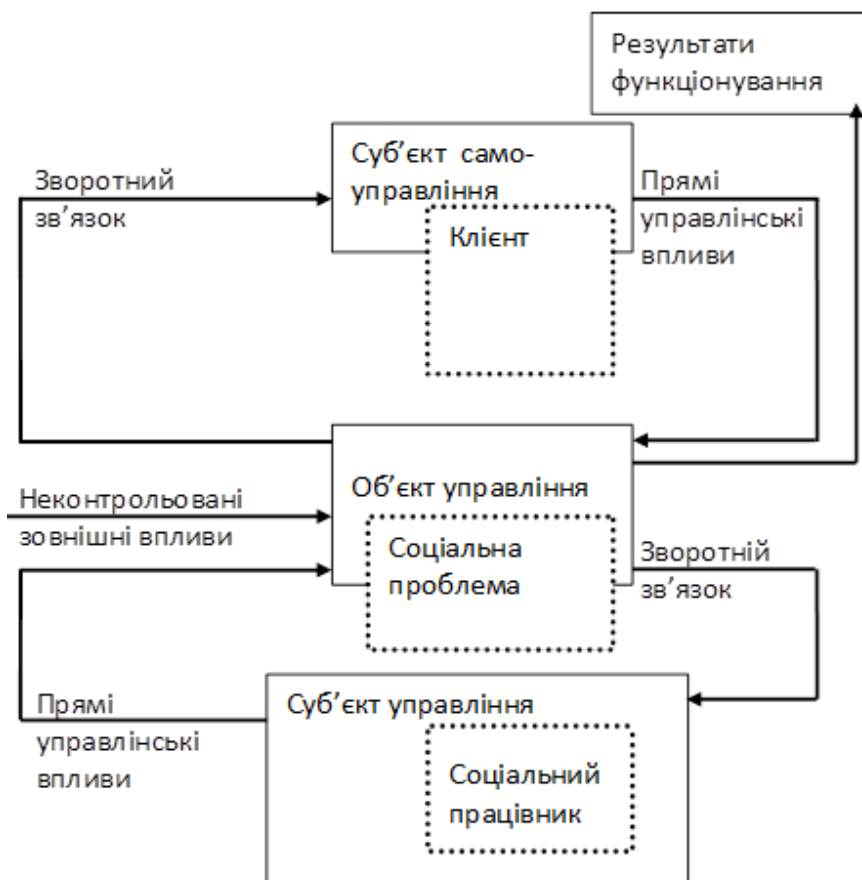 Результати
функціонування
Суб’єкт само-
управління
Клієнт
Зворотний
зв’язок
Прямі
управлінські
впливи
Об’єкт управління
Соціальна
проблема
Неконтрольовані
зовнішні впливи
Зворотній
зв’язок
Суб’єкт управління
Прямі
управлінські
впливи
Соціальний
працівник